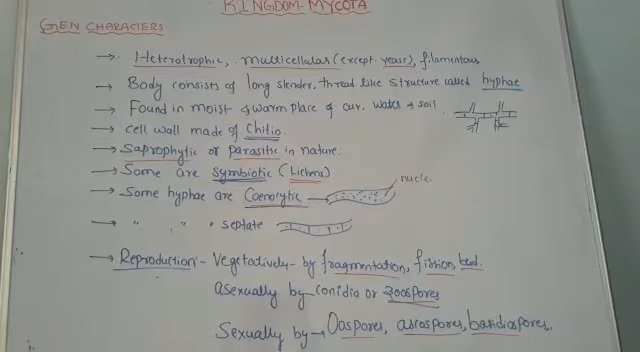 KINGDOM-MYCOTA
GEN CHARACTERS
→ Heterotrophic, multicellular (except yeast), filamentous
→ Body consists of long slender, thread like structure called hyphae
→ Found in moist & warm place of air, water & soil
→ cell wall made of Chitin.
→ Saprophytic or parasitic in nature.
→ Some are symbiotic (Lichens)
→ Some hyphae are Coenolytic → nuclei
→ " " " septate
→ Reproduction - Vegetatively - by fragmentation, fission, bud.
asexually by - conidia or zoospores
Sexually by → Oospores, ascospores, basidiospores.